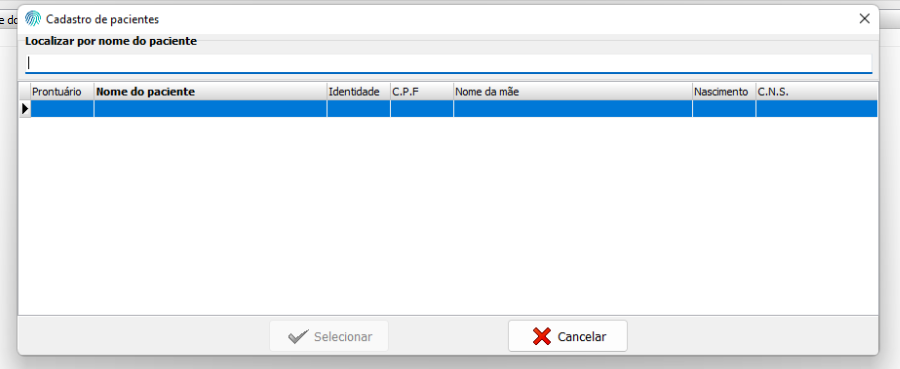 Cadastro de pacientes
Localizar por nome do paciente
Prontuário Nome do paciente Identidade C.P.F Nome da mãe Nascimento C.N.S.
Selecionar Cancelar